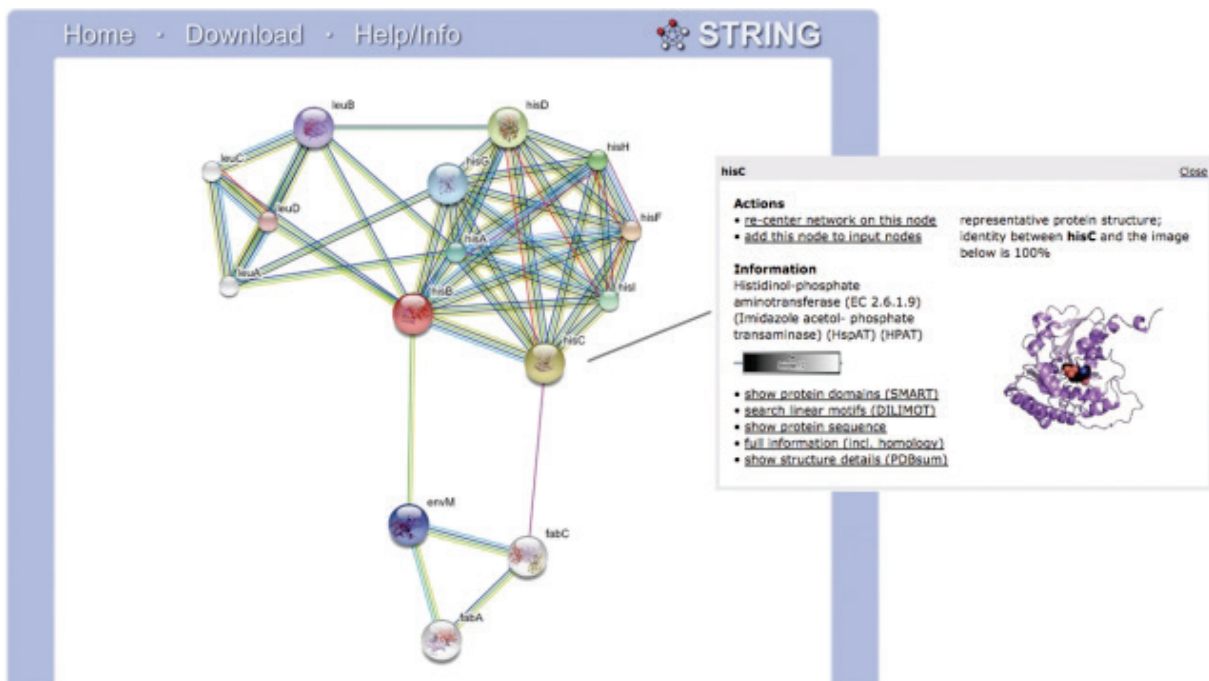 Home · Download · Help/Info
STRING
leuB
hisD
hisH
leuC
hisG
leuD
hisF
hisA
leuA
hisB
hisI
hisC
envM
fabC
fabA
hisC
Close
Actions
• re-center network on this node
• add this node to input nodes
Information
Histidinol-phosphate
aminotransferase (EC 2.6.1.9)
(Imidazole acetol- phosphate
transaminase) (HspAT) (HPAT)
• show protein domains (SMART)
• search linear motifs (DILIMOT)
• show protein sequence
• full information (incl. homology)
• show structure details (PDBsum)
representative protein structure;
identity between hisC and the image
below is 100%